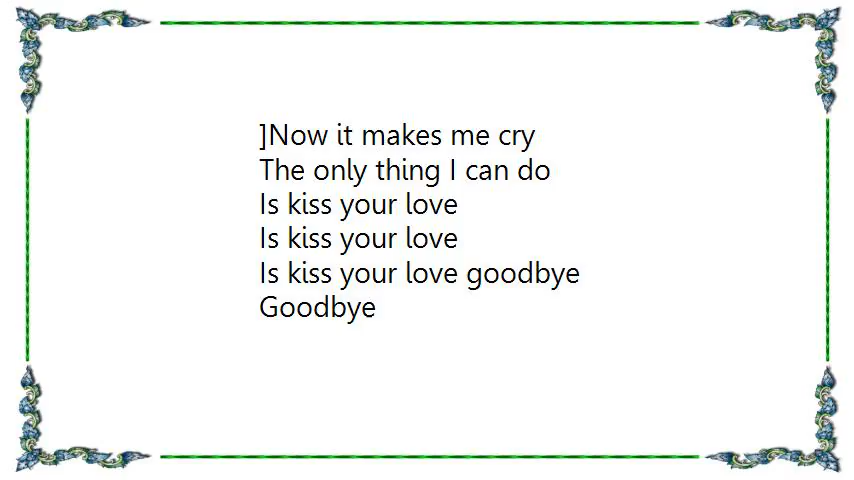 ]Now it makes me cry
The only thing I can do
Is kiss your love
Is kiss your love
Is kiss your love goodbye
Goodbye